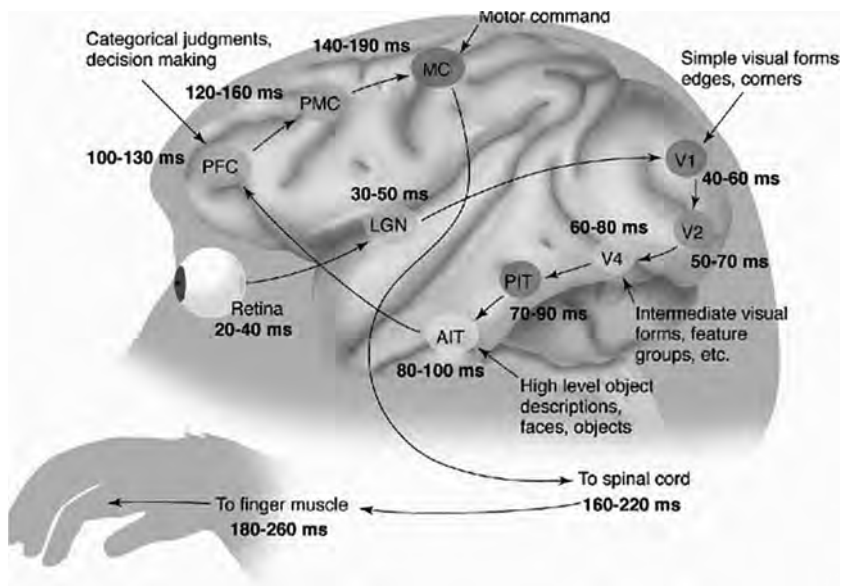 Motor command
Categorical judgments,
decision making
140-190 ms
MC
Simple visual forms
edges, corners
120-160 ms
PMC
100-130 ms
PFC
30-50 ms
LGN
V1
40-60 ms
60-80 ms
V2
50-70 ms
V4
PIT
70-90 ms
Retina
20-40 ms
AIT
80-100 ms
Intermediate visual
forms, feature
groups, etc.
High level object
descriptions,
faces, objects
To spinal cord
160-220 ms
To finger muscle
180-260 ms